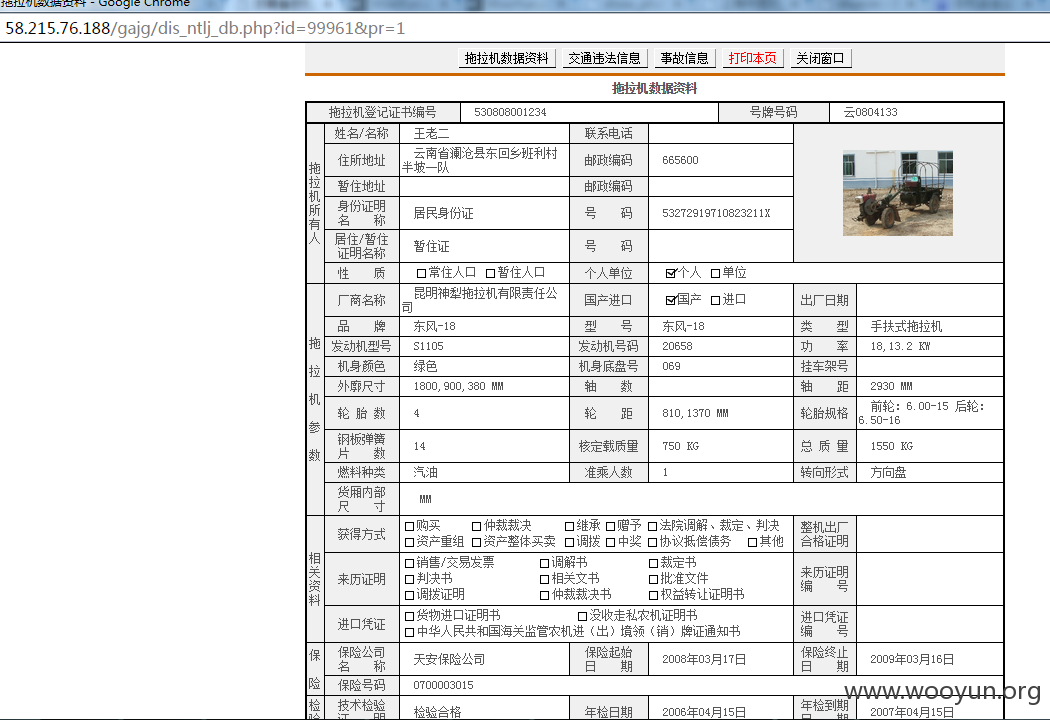 拖拉机数据资料 - Google Chrome
58.215.76.188/gajg/dis_ntlj_db.php?id=99961&pr=1
拖拉机数据资料 交通违法信息 事故信息 打印本页 关闭窗口
拖拉机数据资料
拖拉机登记证书编号 530808001234 号牌号码 云0804133
拖拉机所有人
姓名/名称 王老二 联系电话
住所地址 云南省澜沧县东回乡班利村半坡一队 邮政编码 665600
暂住地址 邮政编码
身份证明名称 居民身份证 号码 53272919710823211X
居住/暂住证明名称 暂住证 号码
性质 常住人口 暂住人口 个人单位 个人 单位
拖拉机参数
厂商名称 昆明神犁拖拉机有限责任公司 国产进口 国产 进口 出厂日期
品牌 东风-18 型号 东风-18 类型 手扶式拖拉机
发动机型号 S1105 发动机号码 20658 功率 18,13.2 KW
机身颜色 绿色 机身底盘号 069 挂车架号
外廓尺寸 1800,900,380 MM 轴数 轴距 2930 MM
轮胎数 4 轮距 810,1370 MM 轮胎规格 前轮: 6.00-15 后轮: 6.50-16
钢板弹簧片数 14 核定载质量 750 KG 总质量 1550 KG
燃料种类 汽油 准乘人数 1 转向形式 方向盘
货厢内部尺寸 MM
相关资料
获得方式 购买 仲裁裁决 继承 赠予 法院调解、裁定、判决 整机出厂合格证明
资产重组 资产整体买卖 调拨 中奖 协议抵偿债务 其他
来历证明 销售/交易发票 调解书 裁定书 来历证明编号
判决书 相关文书 批准文件
调拨证明 仲裁裁决书 权益转让证明书
进口凭证 货物进口证明书 没收走私农机证明书 进口凭证编号
中华人民共和国海关监管农机进（出）境领（销）牌证通知书
保险
保险公司名称 天安保险公司 保险起始日期 2008年03月17日 保险终止日期 2009年03月16日
保险号码 0700003015
检验
技术检验证明 检验合格 年检日期 2006年04月15日 年检到期日期 2007年04月15日
www.wooyun.org